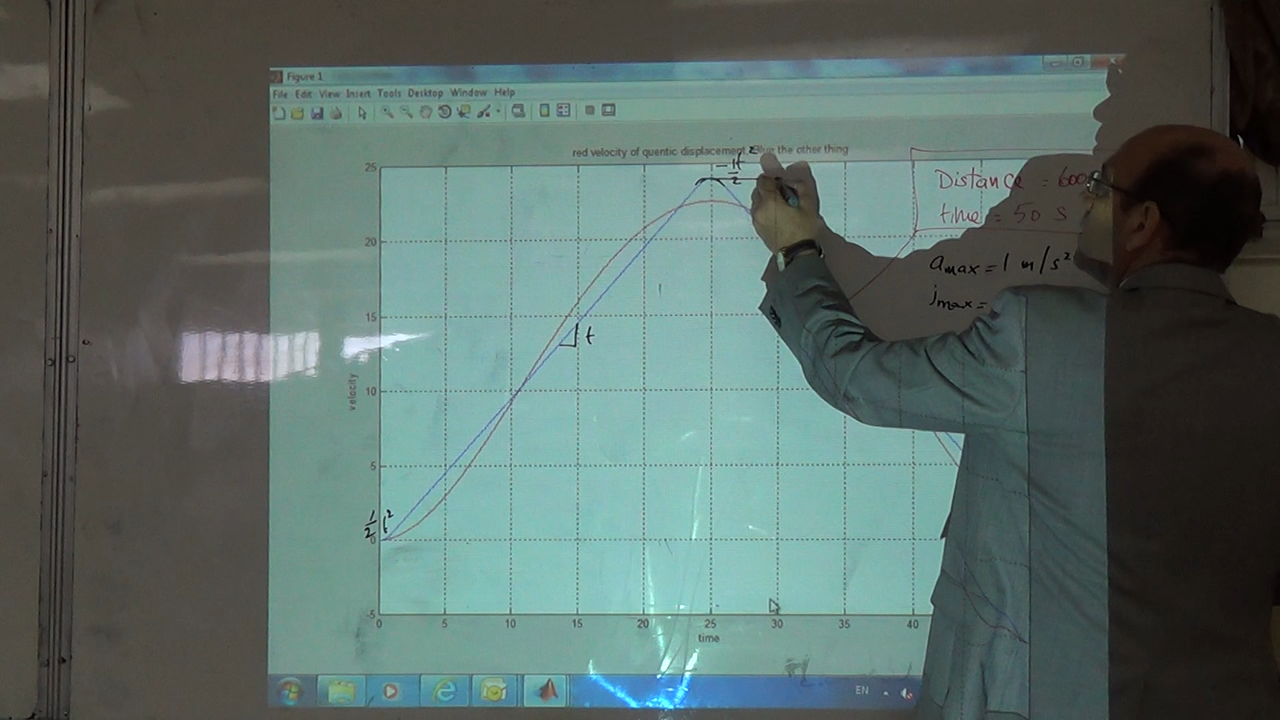 Figure 1
File Edit View Insert Tools Desktop Window Help
red velocity of quentic displacement, Blue the other thing
25
20
15
10
5
0
-5
velocity
0 5 10 15 20 25 30 35 40
time
1/2 t²
t
Distance = 600
time = 50 s
amax = 1 m/s²
jmax =
EN